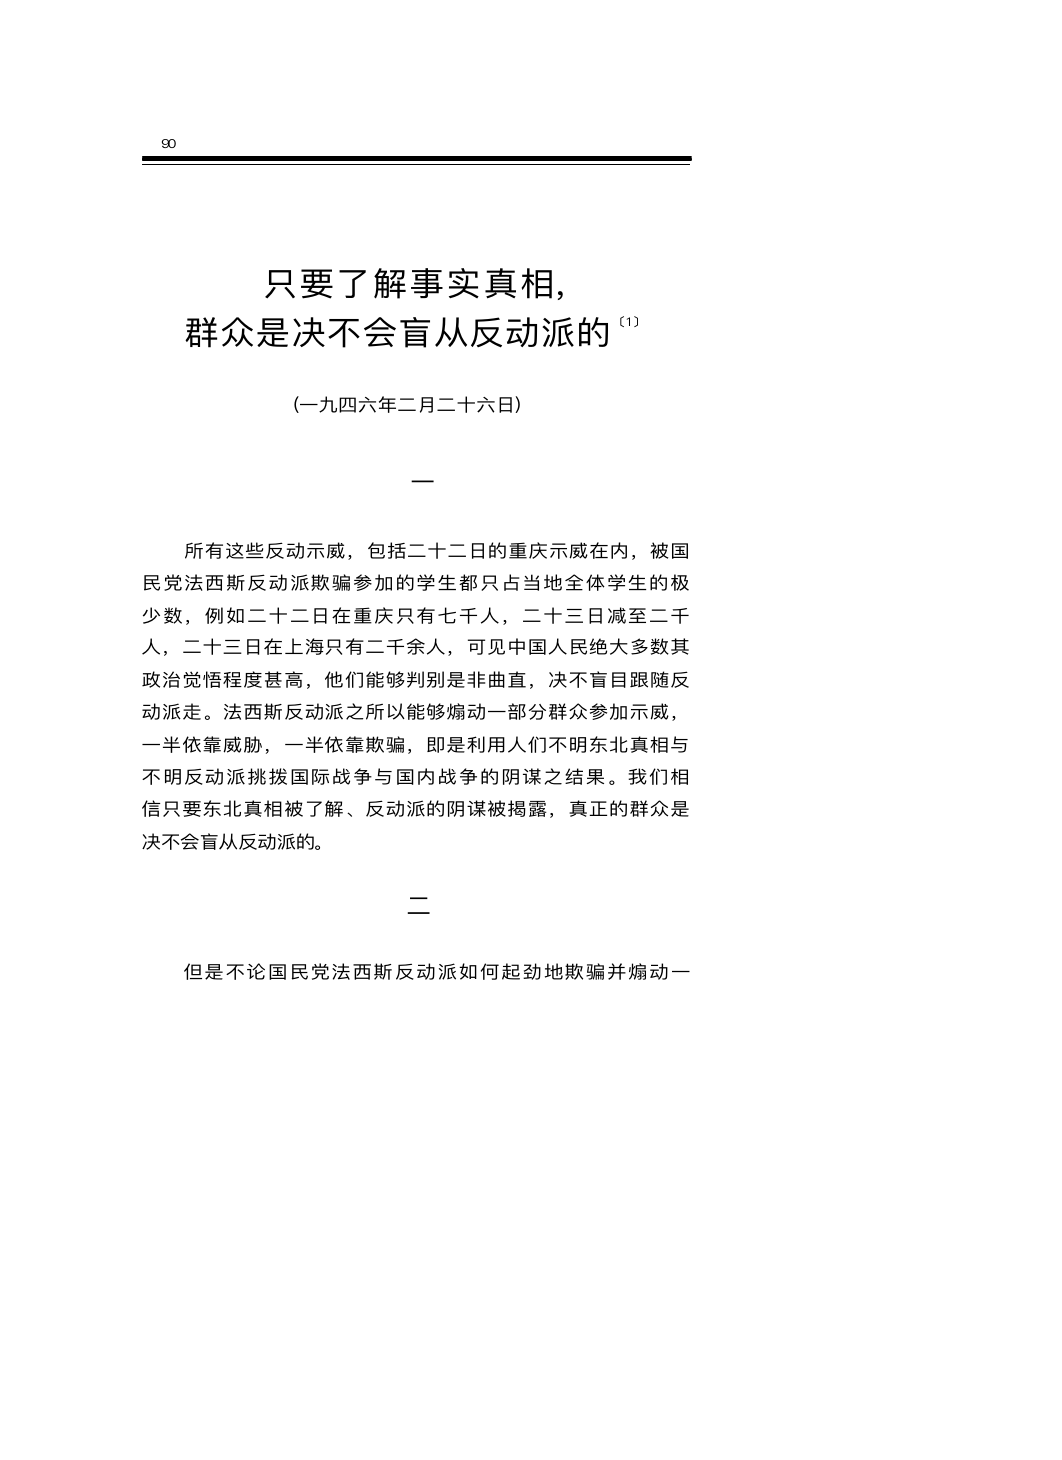 90
只要了解事实真相，
群众是决不会盲从反动派的〔1〕
(一九四六年二月二十六日)
一
所有这些反动示威，包括二十二日的重庆示威在内，被国
民党法西斯反动派欺骗参加的学生都只占当地全体学生的极
少数，例如二十二日在重庆只有七千人，二十三日减至二千
人，二十三日在上海只有二千余人，可见中国人民绝大多数其
政治觉悟程度甚高，他们能够判别是非曲直，决不盲目跟随反
动派走。法西斯反动派之所以能够煽动一部分群众参加示威，
一半依靠威胁，一半依靠欺骗，即是利用人们不明东北真相与
不明反动派挑拨国际战争与国内战争的阴谋之结果。我们相
信只要东北真相被了解、反动派的阴谋被揭露，真正的群众是
决不会盲从反动派的。
二
但是不论国民党法西斯反动派如何起劲地欺骗并煽动一